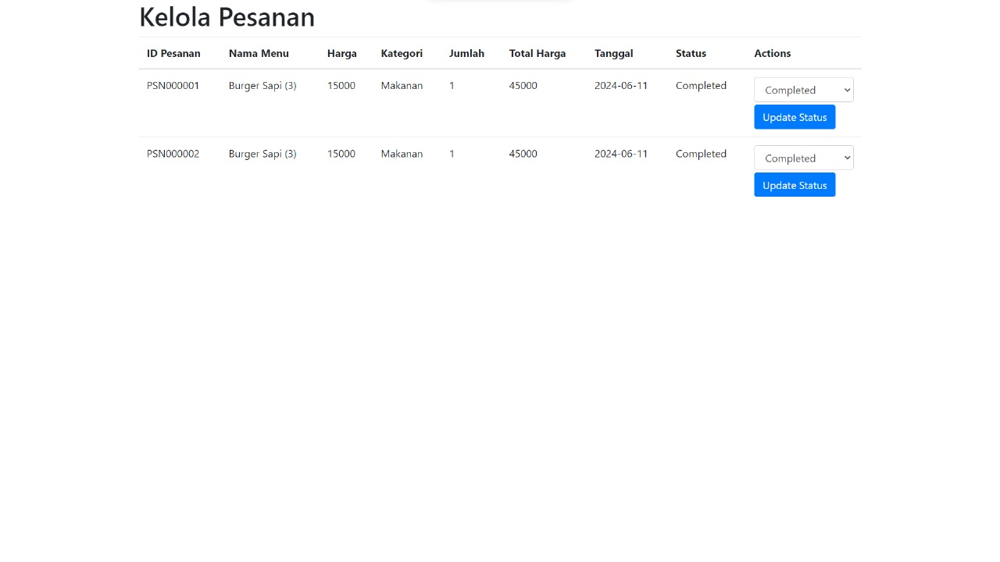 Kelola Pesanan
ID Pesanan Nama Menu Harga Kategori Jumlah Total Harga Tanggal Status Actions
PSN000001 Burger Sapi (3) 15000 Makanan 1 45000 2024-06-11 Completed Completed
Update Status
PSN000002 Burger Sapi (3) 15000 Makanan 1 45000 2024-06-11 Completed Completed
Update Status